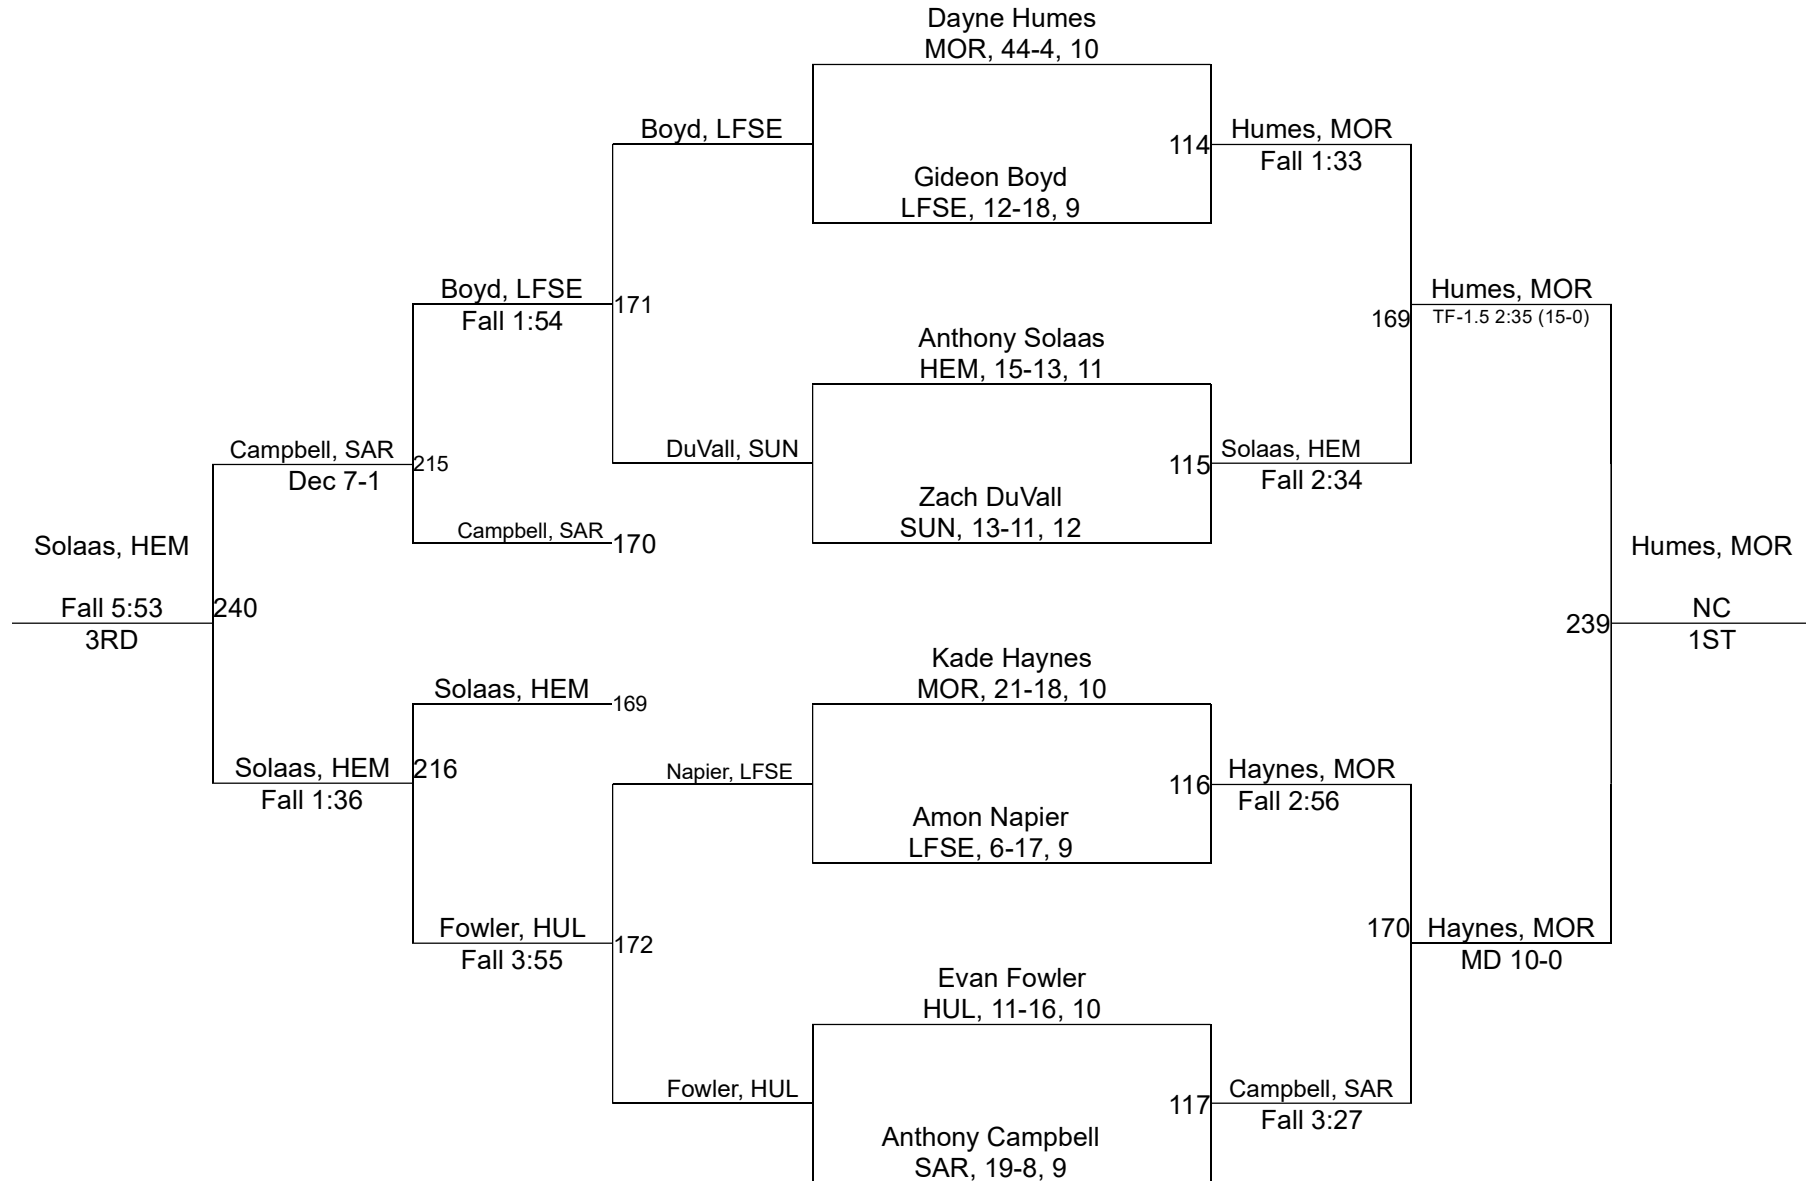 Dayne Humes
MOR, 44-4, 10
Boyd, LFSE
114
Humes, MOR
Fall 1:33
Gideon Boyd
LFSE, 12-18, 9
Boyd, LFSE
Fall 1:54
171
Humes, MOR
TF-1.5 2:35 (15-0)
169
Anthony Solaas
HEM, 15-13, 11
Campbell, SAR
Dec 7-1
215
DuVall, SUN
115
Solaas, HEM
Fall 2:34
Zach DuVall
SUN, 13-11, 12
Campbell, SAR
170
Solaas, HEM
Fall 5:53
3RD
240
Humes, MOR
NC
1ST
239
Kade Haynes
MOR, 21-18, 10
Solaas, HEM
169
Solaas, HEM
Fall 1:36
216
Napier, LFSE
116
Haynes, MOR
Fall 2:56
Amon Napier
LFSE, 6-17, 9
Fowler, HUL
Fall 3:55
172
170
Haynes, MOR
MD 10-0
Evan Fowler
HUL, 11-16, 10
Fowler, HUL
117
Campbell, SAR
Fall 3:27
Anthony Campbell
SAR, 19-8, 9